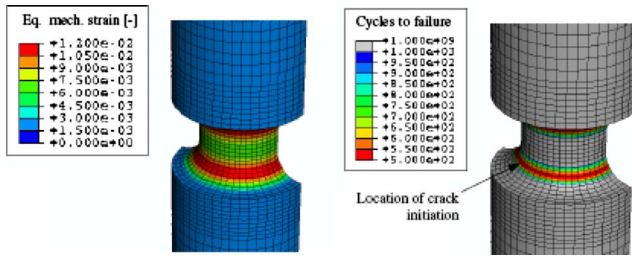 Eq. mech. strain [-]
+1.200e-02
+1.050e-02
+9.000e-03
+7.500e-03
+6.000e-03
+4.500e-03
+3.000e-03
+1.500e-03
+0.000e+00
Cycles to failure
+1.000e+09
+1.000e+03
+9.500e+02
+9.000e+02
+8.500e+02
+8.000e+02
+7.500e+02
+7.000e+02
+6.500e+02
+6.000e+02
+5.500e+02
+5.000e+02
Location of crack
initiation